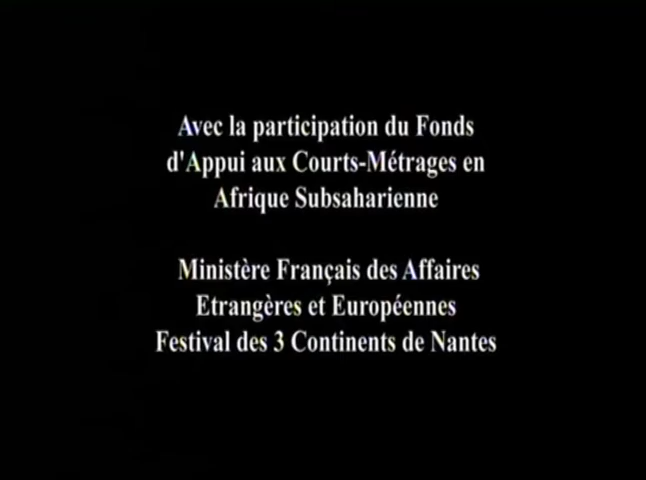 Avec la participation du Fonds
d'Appui aux Courts-Métrages en
Afrique Subsaharienne
Ministère Français des Affaires
Etrangères et Européennes
Festival des 3 Continents de Nantes